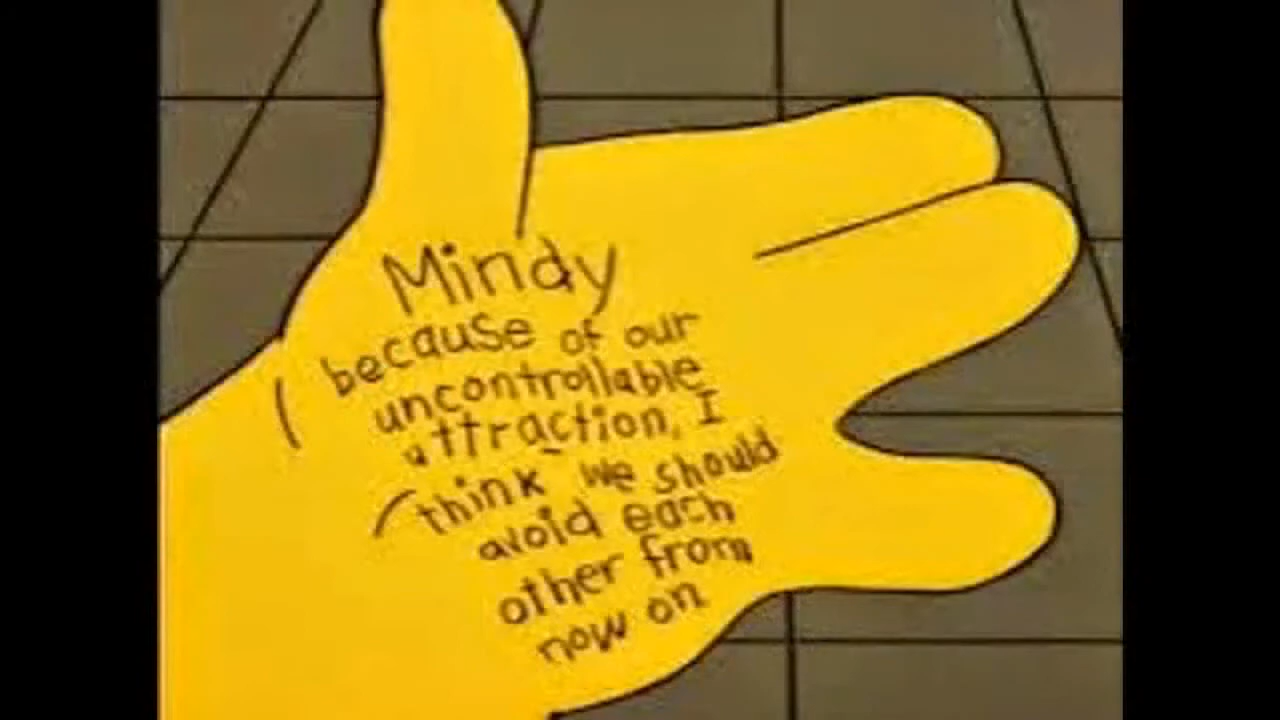 Mindy
because of our
uncontrollable
attraction, I
think we should
avoid each
other from
now on